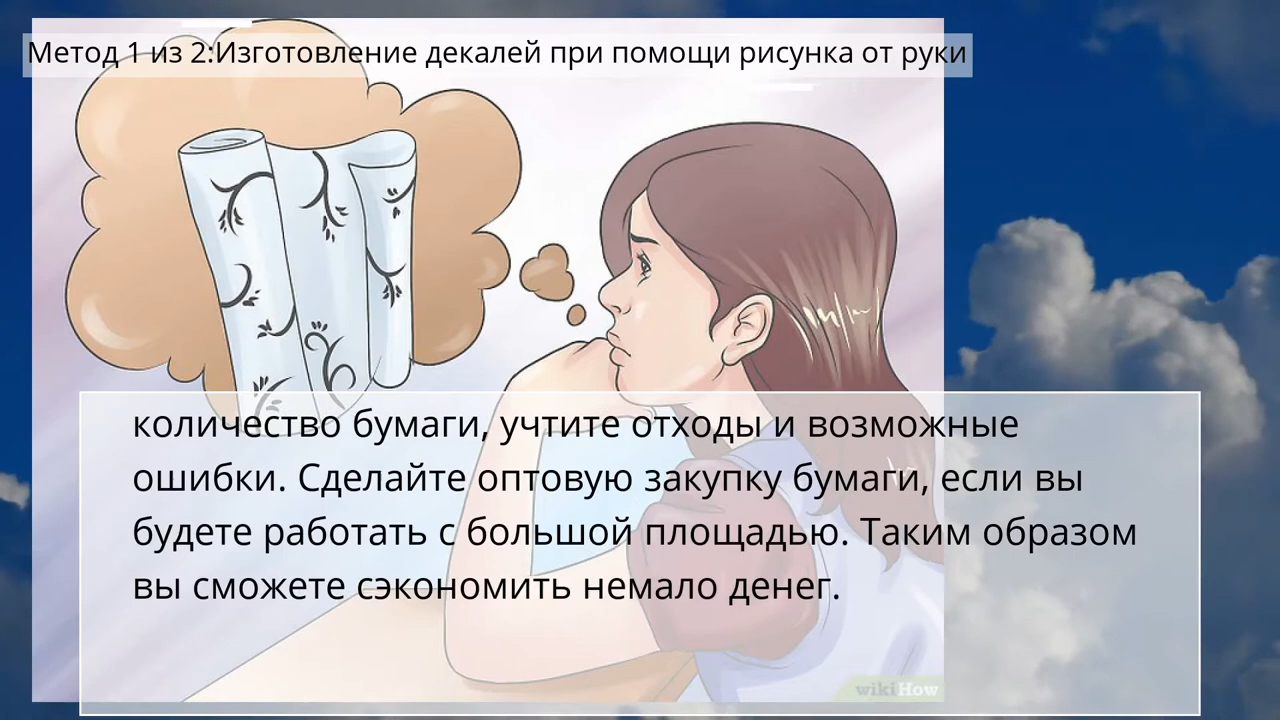 Метод 1 из 2:Изготовление декалей при помощи рисунка от руки
количество бумаги, учтите отходы и возможные
ошибки. Сделайте оптовую закупку бумаги, если вы
будете работать с большой площадью. Таким образом
вы сможете сэкономить немало денег.
wikiHow